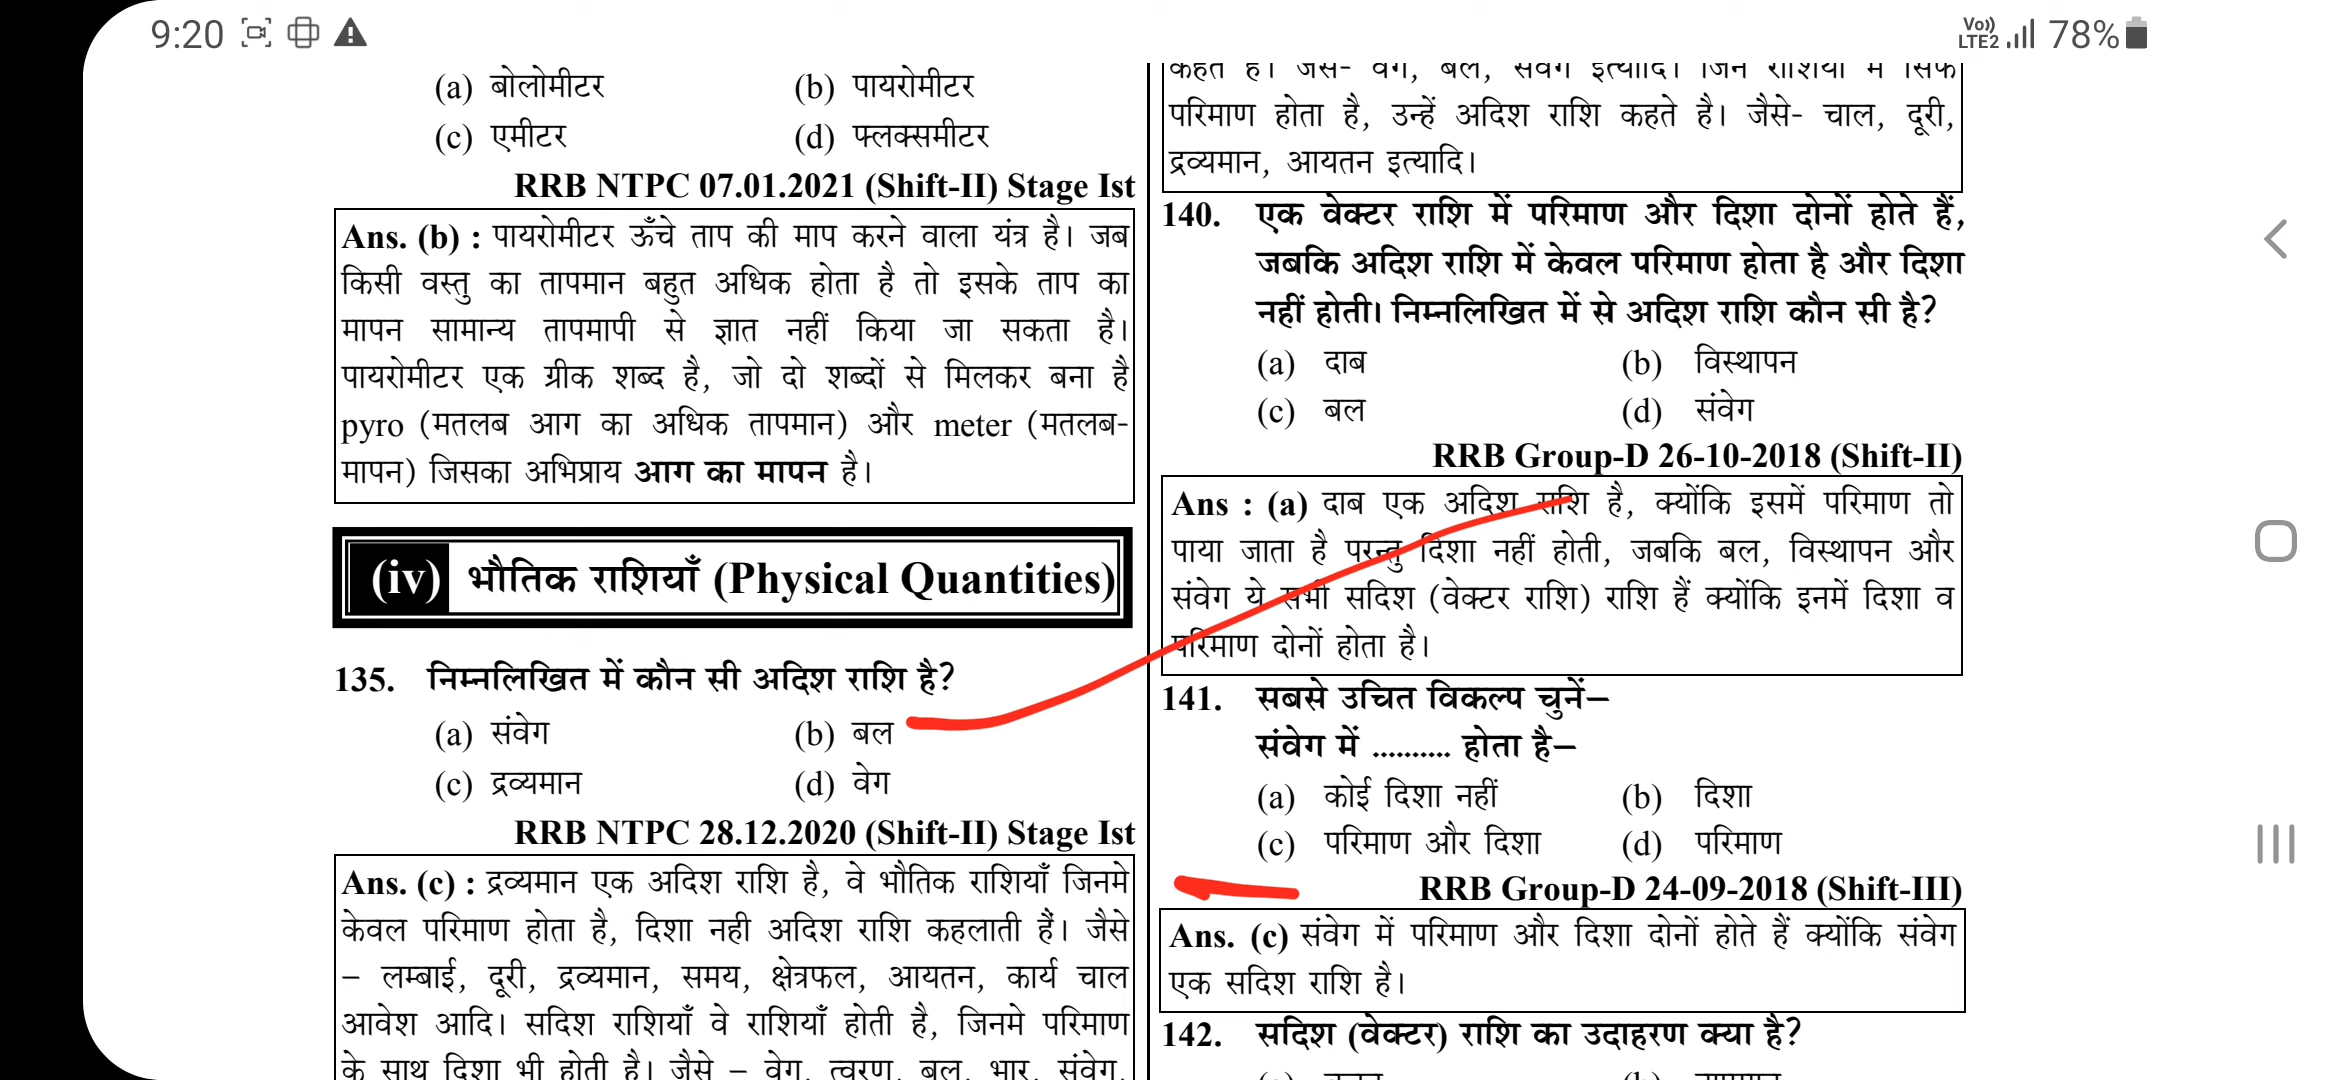 9:20
Vo)) LTE2 78%
(a) बोलोमीटर (b) पायरोमीटर
(c) एमीटर (d) फ्लक्समीटर
RRB NTPC 07.01.2021 (Shift-II) Stage Ist
Ans. (b) : पायरोमीटर ऊँचे ताप की माप करने वाला यंत्र है। जब
किसी वस्तु का तापमान बहुत अधिक होता है तो इसके ताप का
मापन सामान्य तापमापी से ज्ञात नहीं किया जा सकता है।
पायरोमीटर एक ग्रीक शब्द है, जो दो शब्दों से मिलकर बना है
pyro (मतलब आग का अधिक तापमान) और meter (मतलब-
मापन) जिसका अभिप्राय आग का मापन है।
(iv) भौतिक राशियाँ (Physical Quantities)
135. निम्नलिखित में कौन सी अदिश राशि है?
(a) संवेग (b) बल
(c) द्रव्यमान (d) वेग
RRB NTPC 28.12.2020 (Shift-II) Stage Ist
Ans. (c) : द्रव्यमान एक अदिश राशि है, वे भौतिक राशियाँ जिनमे
केवल परिमाण होता है, दिशा नही अदिश राशि कहलाती हैं। जैसे
– लम्बाई, दूरी, द्रव्यमान, समय, क्षेत्रफल, आयतन, कार्य चाल
आवेश आदि। सदिश राशियाँ वे राशियाँ होती है, जिनमे परिमाण
के साथ दिशा भी होती है। जैसे – वेग, त्वरण, बल, भार, संवेग,
कहते है। जैसे- वेग, बल, संवेग इत्यादि। जिन राशियों में सिर्फ
परिमाण होता है, उन्हें अदिश राशि कहते है। जैसे- चाल, दूरी,
द्रव्यमान, आयतन इत्यादि।
140. एक वेक्टर राशि में परिमाण और दिशा दोनों होते हैं,
जबकि अदिश राशि में केवल परिमाण होता है और दिशा
नहीं होती। निम्नलिखित में से अदिश राशि कौन सी है?
(a) दाब (b) विस्थापन
(c) बल (d) संवेग
RRB Group-D 26-10-2018 (Shift-II)
Ans : (a) दाब एक अदिश राशि है, क्योंकि इसमें परिमाण तो
पाया जाता है परन्तु दिशा नहीं होती, जबकि बल, विस्थापन और
संवेग ये सभी सदिश (वेक्टर राशि) राशि हैं क्योंकि इनमें दिशा व
परिमाण दोनों होता है।
141. सबसे उचित विकल्प चुनें–
संवेग में .......... होता है–
(a) कोई दिशा नहीं (b) दिशा
(c) परिमाण और दिशा (d) परिमाण
RRB Group-D 24-09-2018 (Shift-III)
Ans. (c) संवेग में परिमाण और दिशा दोनों होते हैं क्योंकि संवेग
एक सदिश राशि है।
142. सदिश (वेक्टर) राशि का उदाहरण क्या है?